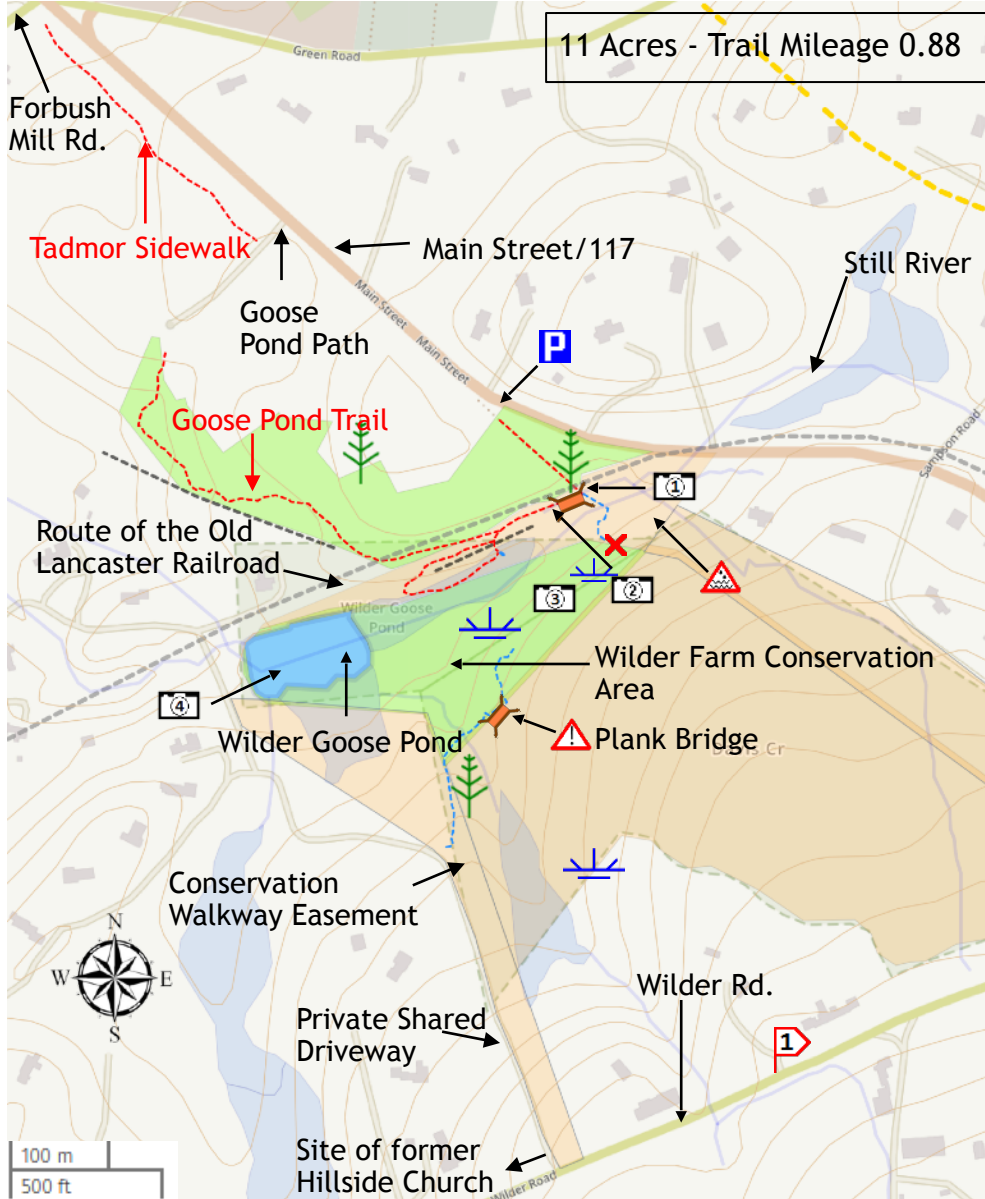 11 Acres - Trail Mileage 0.88
Green Road
Forbush
Mill Rd.
Tadmor Sidewalk
Main Street/117
Still River
Goose
Pond Path
Main Street
Main Street
P
Goose Pond Trail
Sampson Road
1
Route of the Old
Lancaster Railroad
3
2
Wilder Goose
Pond
Wilder Farm Conservation
Area
4
Wilder Goose Pond
! Plank Bridge
Conservation
Walkway Easement
N
W E
S
Wilder Rd.
Private Shared
Driveway
1
Site of former
Hillside Church
Wilder Road
100 m
500 ft